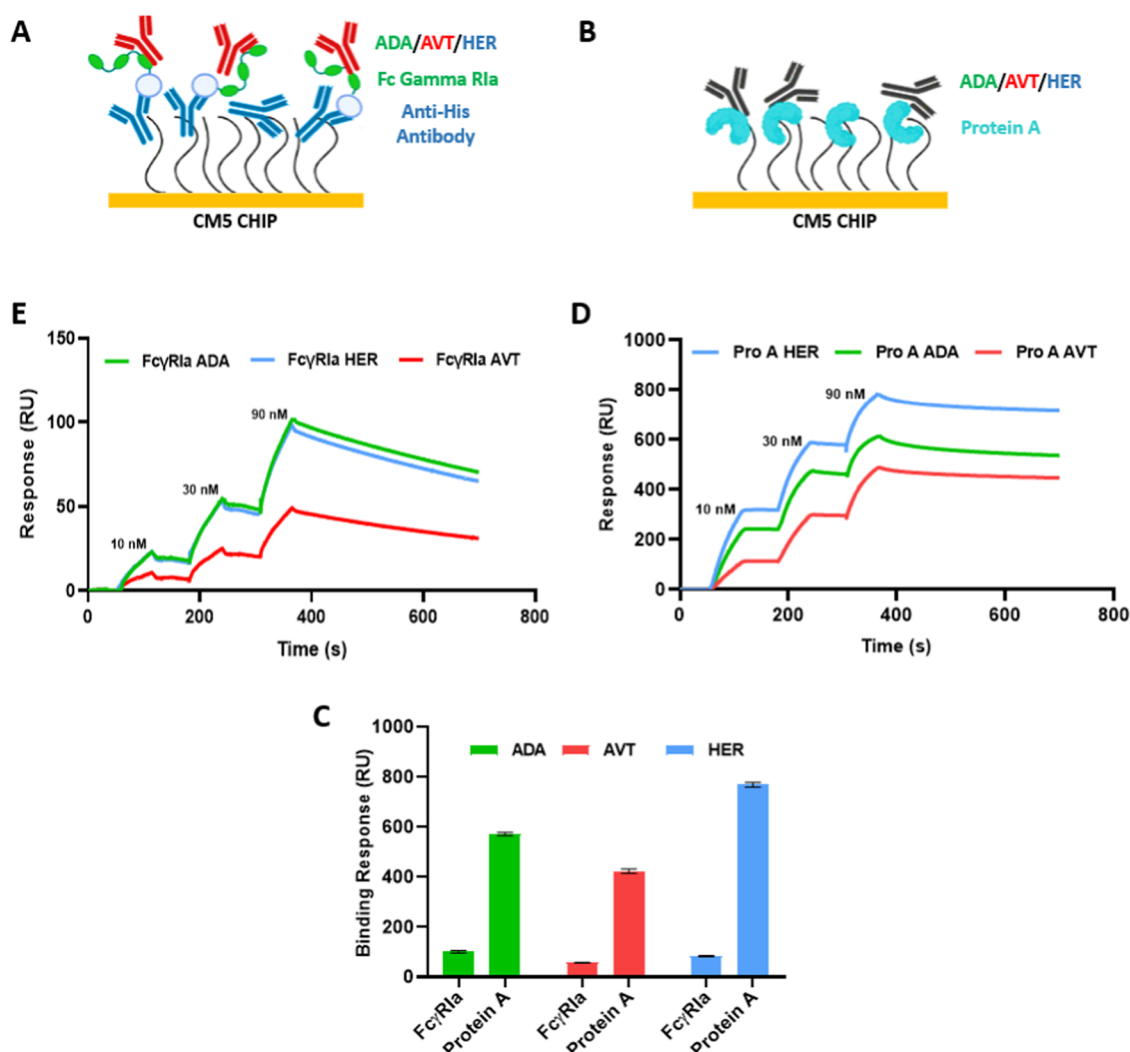 A
ADA/AVT/HER
Fc Gamma RIa
Anti-His
Antibody
CM5 CHIP
B
ADA/AVT/HER
Protein A
CM5 CHIP
E
FcγRIa ADA
FcγRIa HER
FcγRIa AVT
Response (RU)
150
100
50
0
10 nM
30 nM
90 nM
0
200
400
600
800
Time (s)
D
Pro A HER
Pro A ADA
Pro A AVT
Response (RU)
1000
800
600
400
200
0
10 nM
30 nM
90 nM
0
200
400
600
800
Time (s)
C
ADA
AVT
HER
Binding Response (RU)
1000
800
600
400
200
0
FcγRIa
Protein A
FcγRIa
Protein A
FcγRIa
Protein A